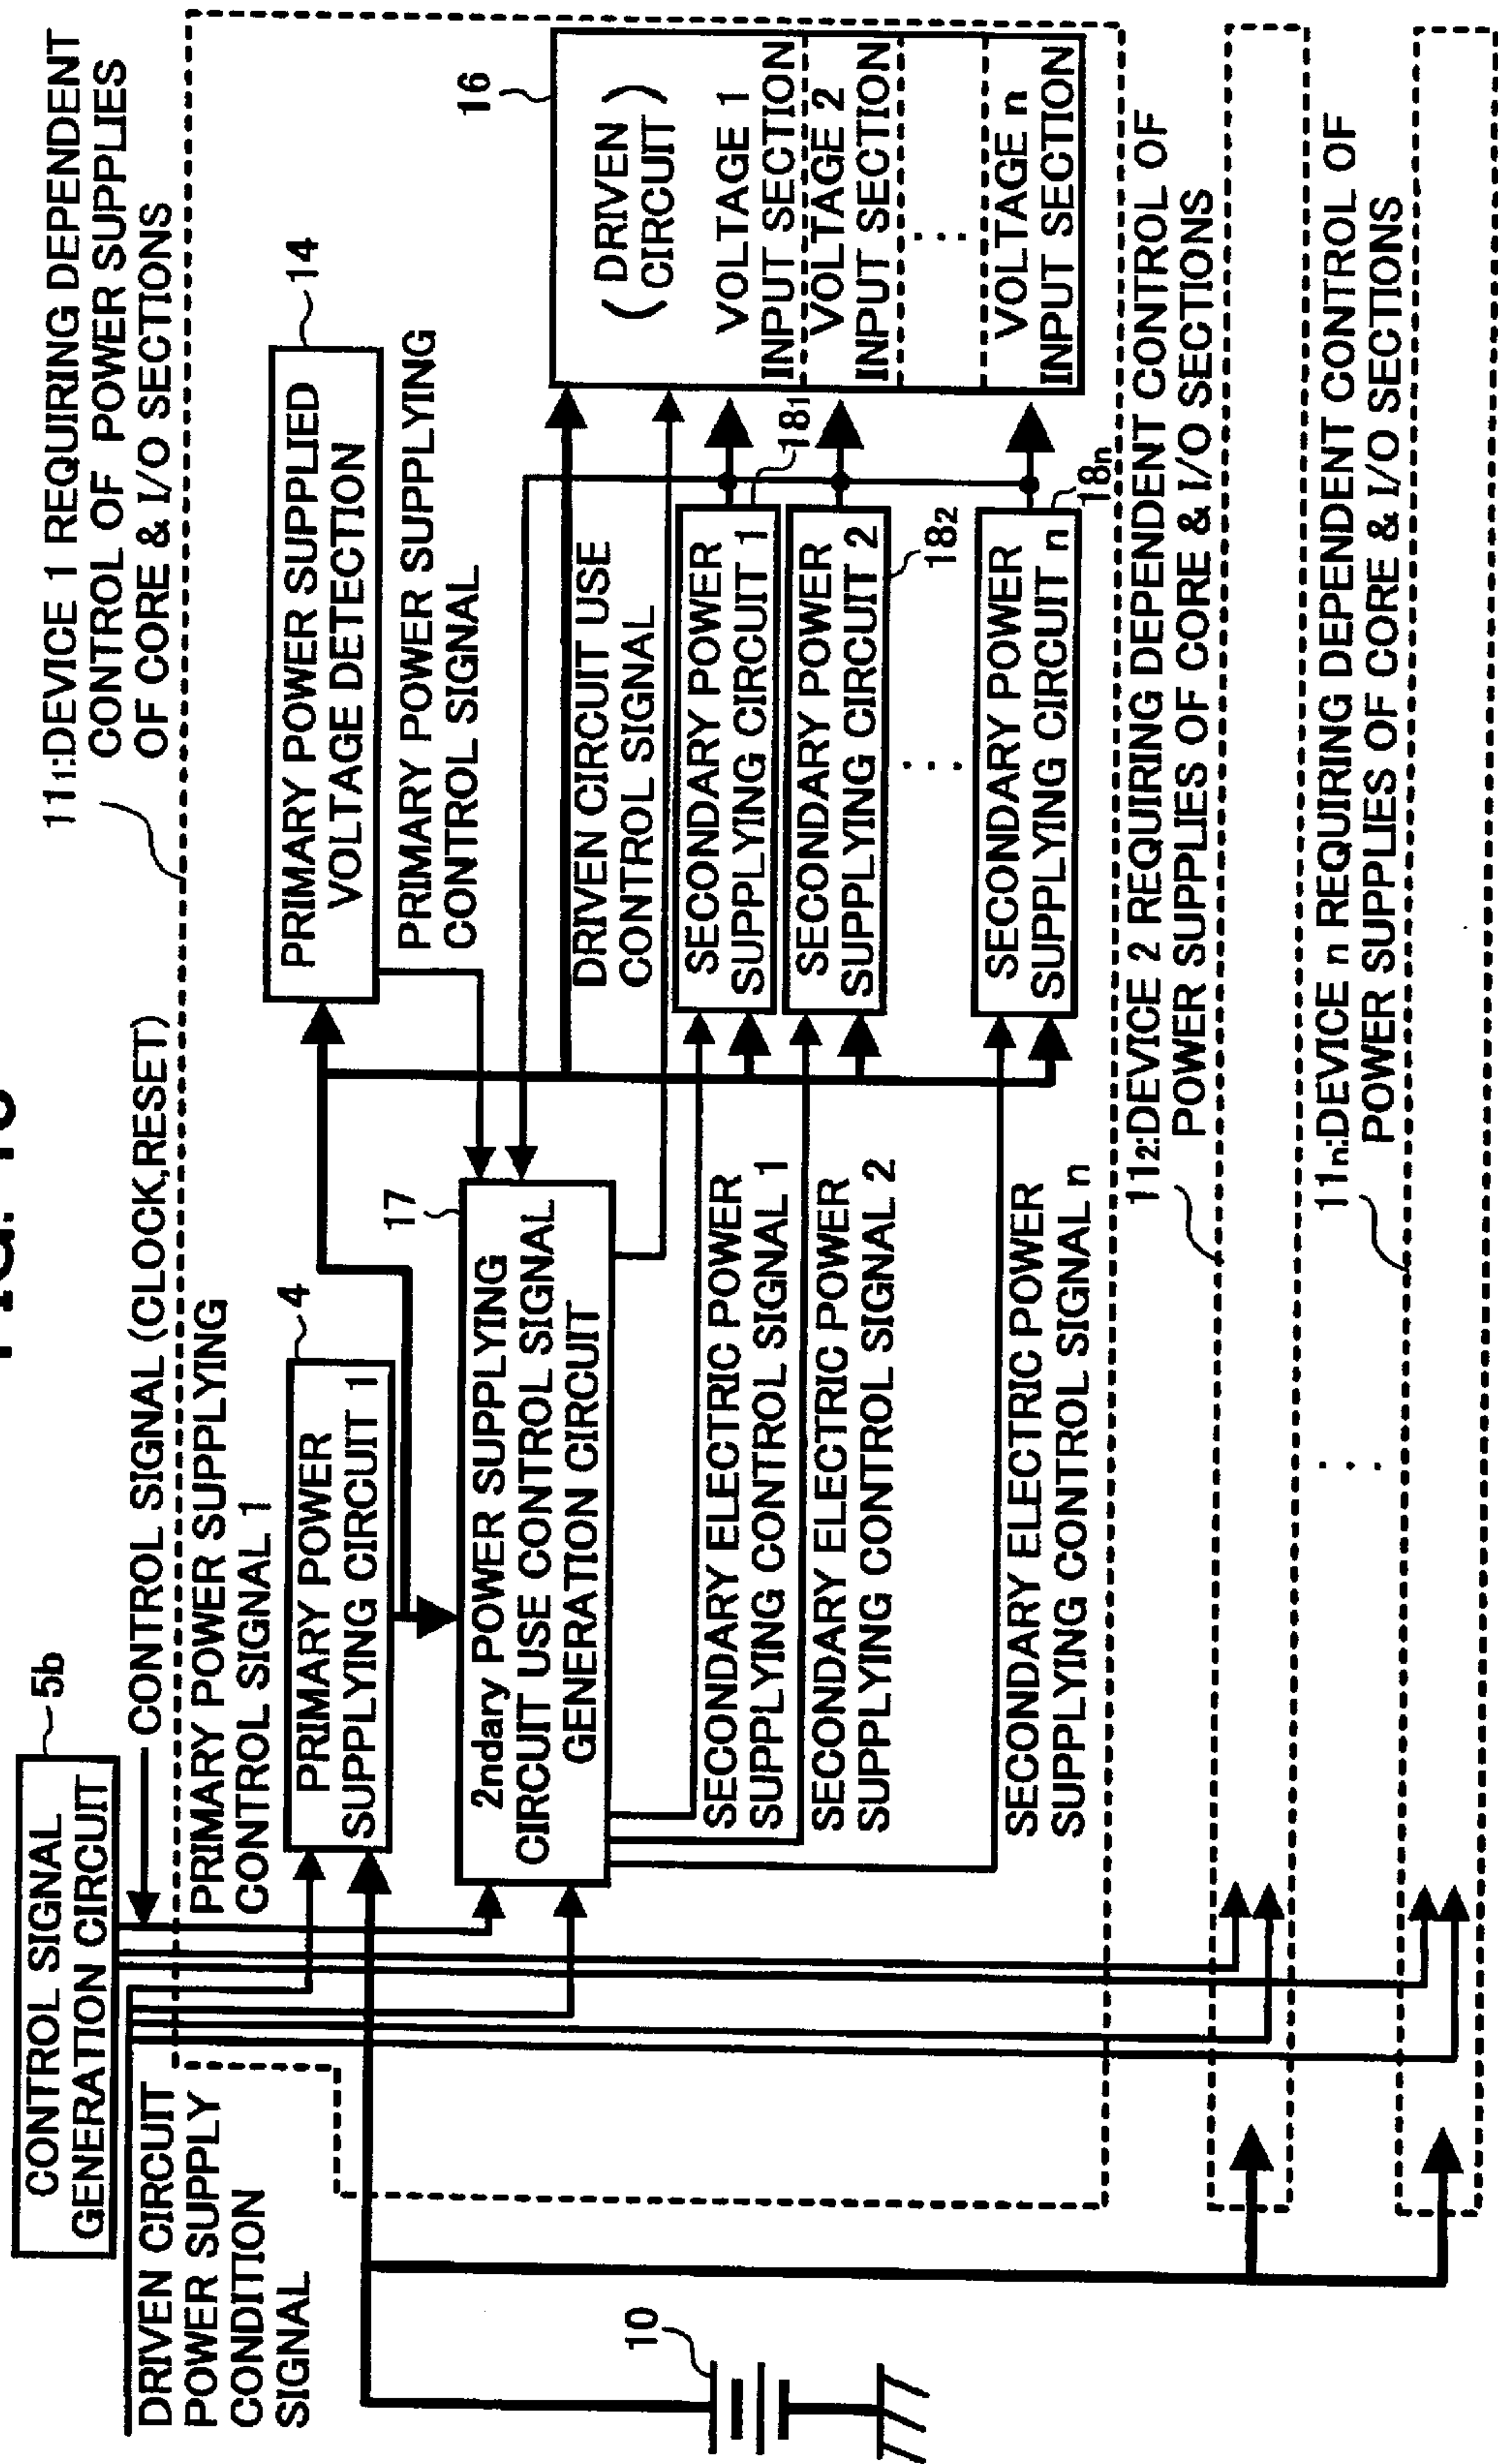 CONTROL SIGNAL
GENERATION CIRCUIT
5b
CONTROL SIGNAL (CLOCK,RESET)
11₁:DEVICE 1 REQUIRING DEPENDENT
CONTROL OF POWER SUPPLIES
OF CORE & I/O SECTIONS
DRIVEN CIRCUIT
POWER SUPPLY
CONDITION
SIGNAL
PRIMARY POWER SUPPLYING
CONTROL SIGNAL 1
4
PRIMARY POWER
SUPPLYING CIRCUIT 1
14
PRIMARY POWER SUPPLIED
VOLTAGE DETECTION
PRIMARY POWER SUPPLYING
CONTROL SIGNAL
17
2ndary POWER SUPPLYING
CIRCUIT USE CONTROL SIGNAL
GENERATION CIRCUIT
DRIVEN CIRCUIT USE
CONTROL SIGNAL
16
(DRIVEN
CIRCUIT)
VOLTAGE 1
INPUT SECTION
VOLTAGE 2
INPUT SECTION
...
VOLTAGE n
INPUT SECTION
SECONDARY POWER
SUPPLYING CIRCUIT 1
18₁
SECONDARY POWER
SUPPLYING CIRCUIT 2
18₂
...
SECONDARY POWER
SUPPLYING CIRCUIT n
18n
SECONDARY ELECTRIC POWER
SUPPLYING CONTROL SIGNAL 1
SECONDARY ELECTRIC POWER
SUPPLYING CONTROL SIGNAL 2
SECONDARY ELECTRIC POWER
SUPPLYING CONTROL SIGNAL n
10
11₂:DEVICE 2 REQUIRING DEPENDENT CONTROL OF
POWER SUPPLIES OF CORE & I/O SECTIONS
...
11n:DEVICE n REQUIRING DEPENDENT CONTROL OF
POWER SUPPLIES OF CORE & I/O SECTIONS